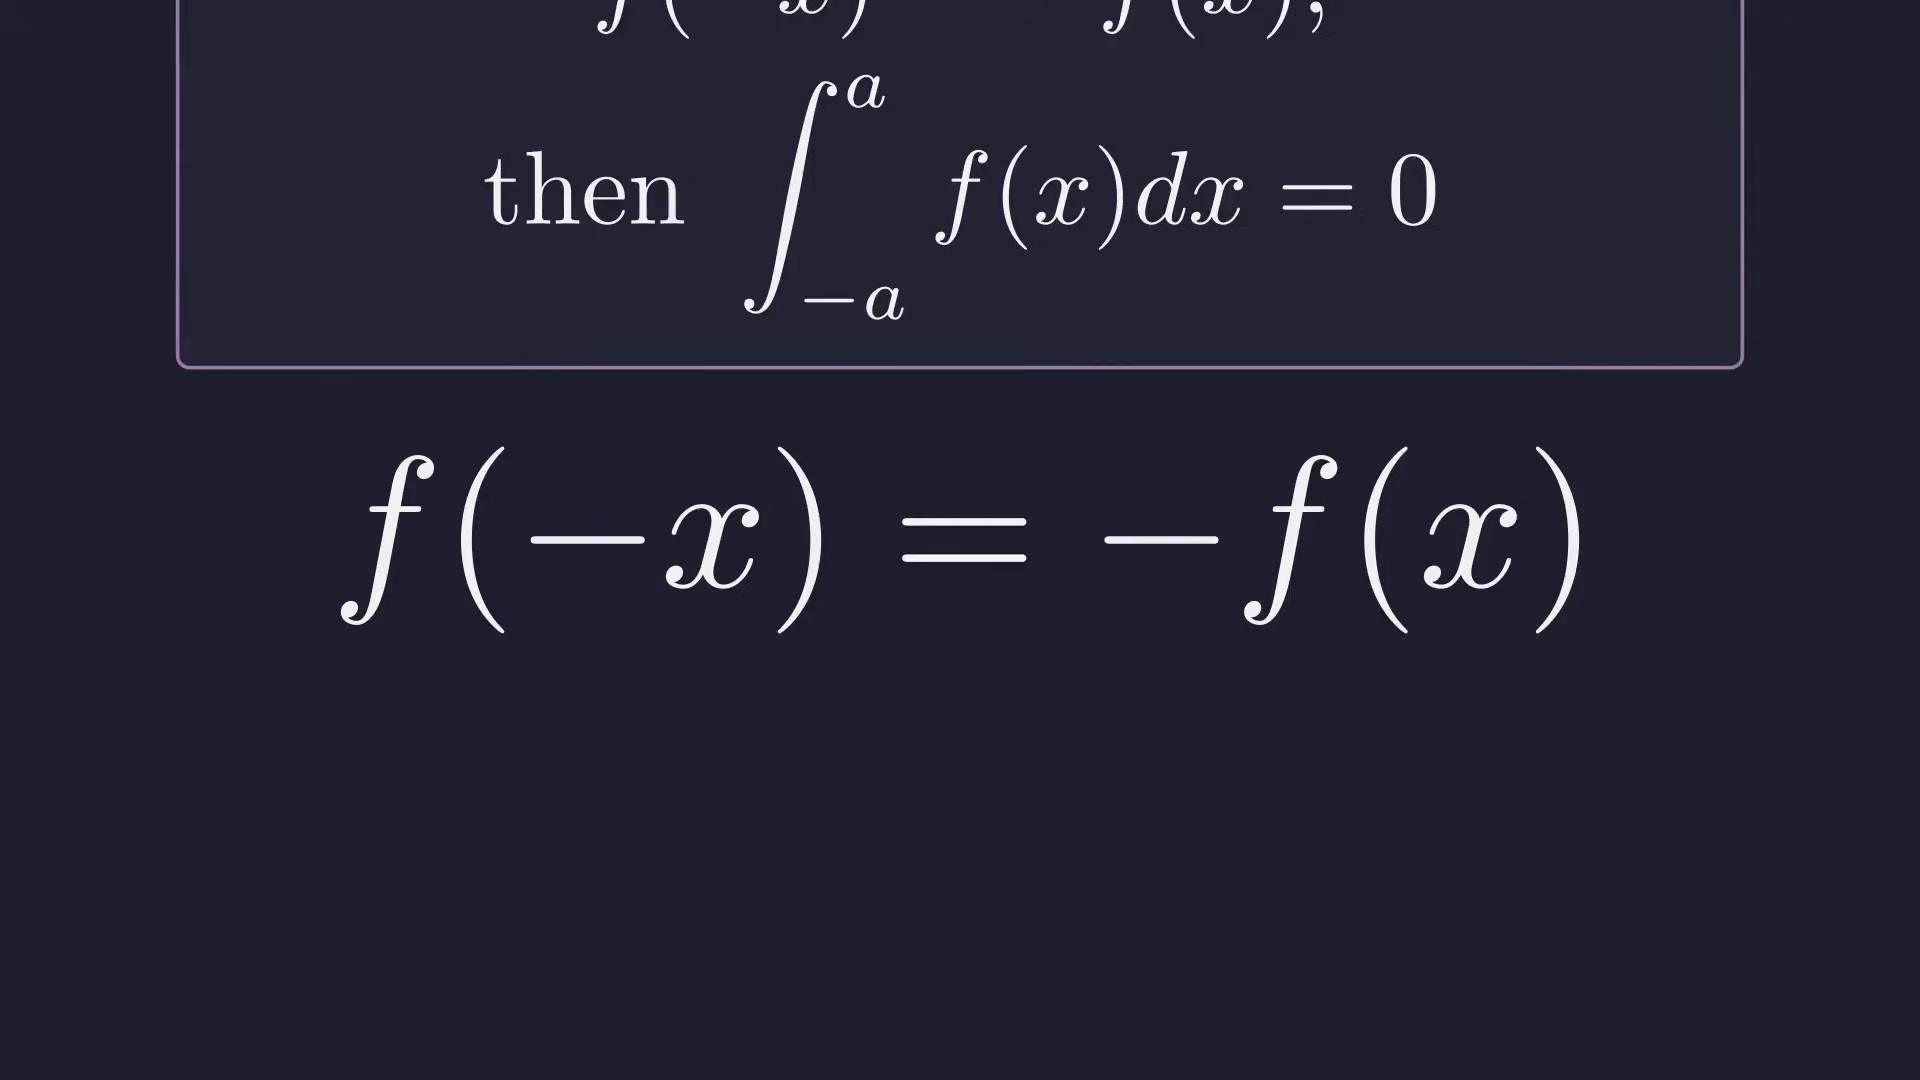 f(-x) = -f(x),
then ∫_{-a}^{a} f(x)dx = 0
f(-x) = -f(x)